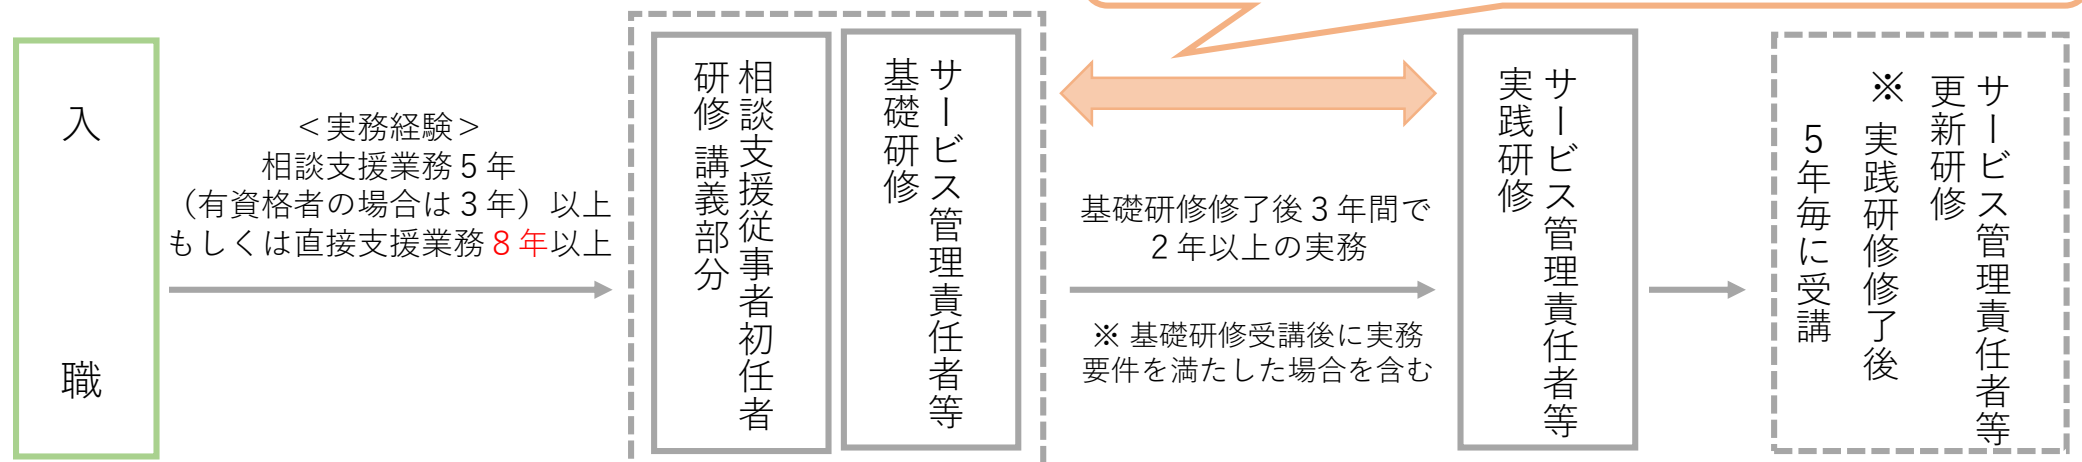 入職
＜実務経験＞
相談支援業務５年
（有資格者の場合は３年）以上
もしくは直接支援業務８年以上
相談支援従事者初任者
研修 講義部分
サービス管理責任者等
基礎研修
基礎研修修了後３年間で
２年以上の実務
※ 基礎研修受講後に実務
要件を満たした場合を含む
サービス管理責任者等
実践研修
サービス管理責任者等
更新研修
※ 実践研修修了後
５年毎に受講